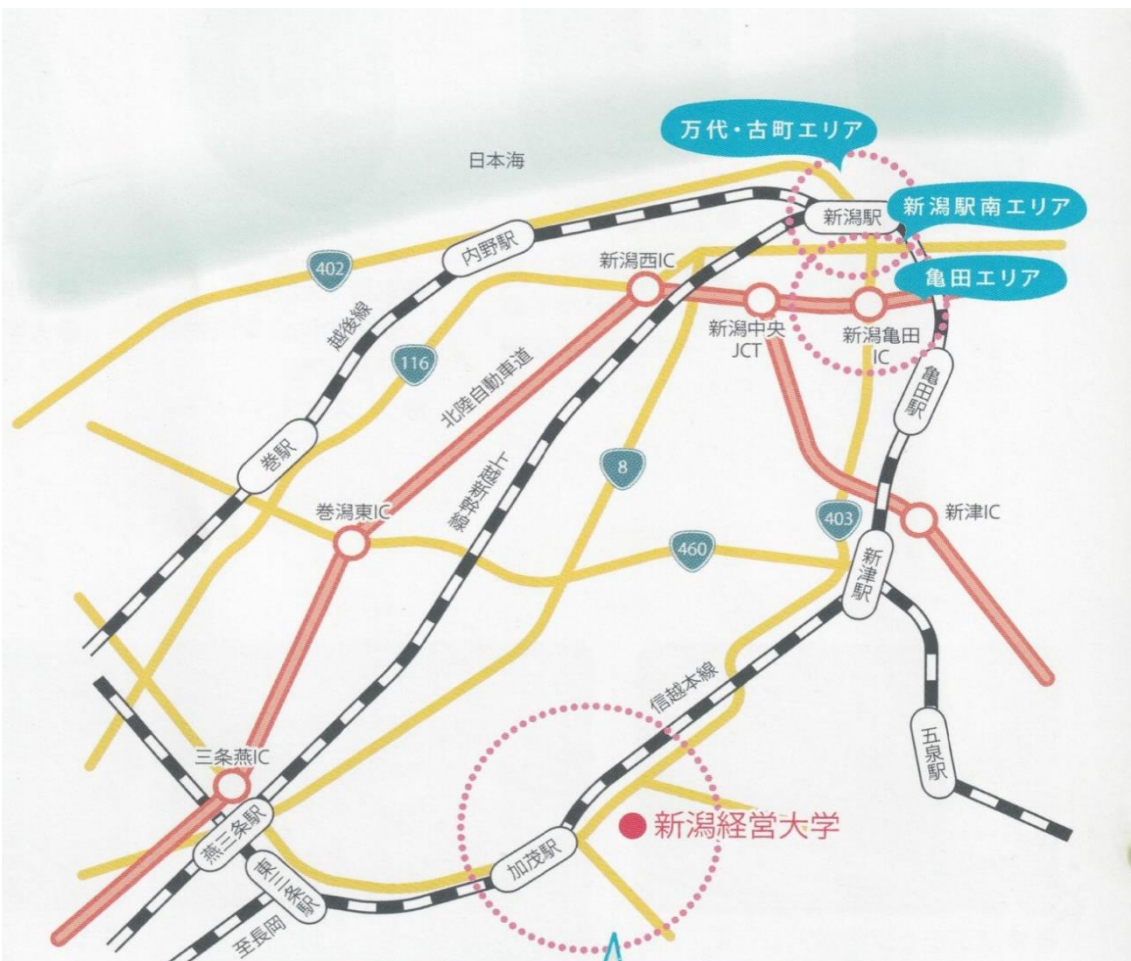 万代・古町エリア
日本海
新潟駅
新潟駅南エリア
内野駅
402
新潟西IC
亀田エリア
越後線
新潟中央
JCT
新潟亀田
IC
116
北陸自動車道
亀田駅
巻駅
上越新幹線
8
巻潟東IC
403
新津IC
460
新津駅
信越本線
五泉駅
三条燕IC
燕三条駅
新潟経営大学
加茂駅
東三条駅
至長岡